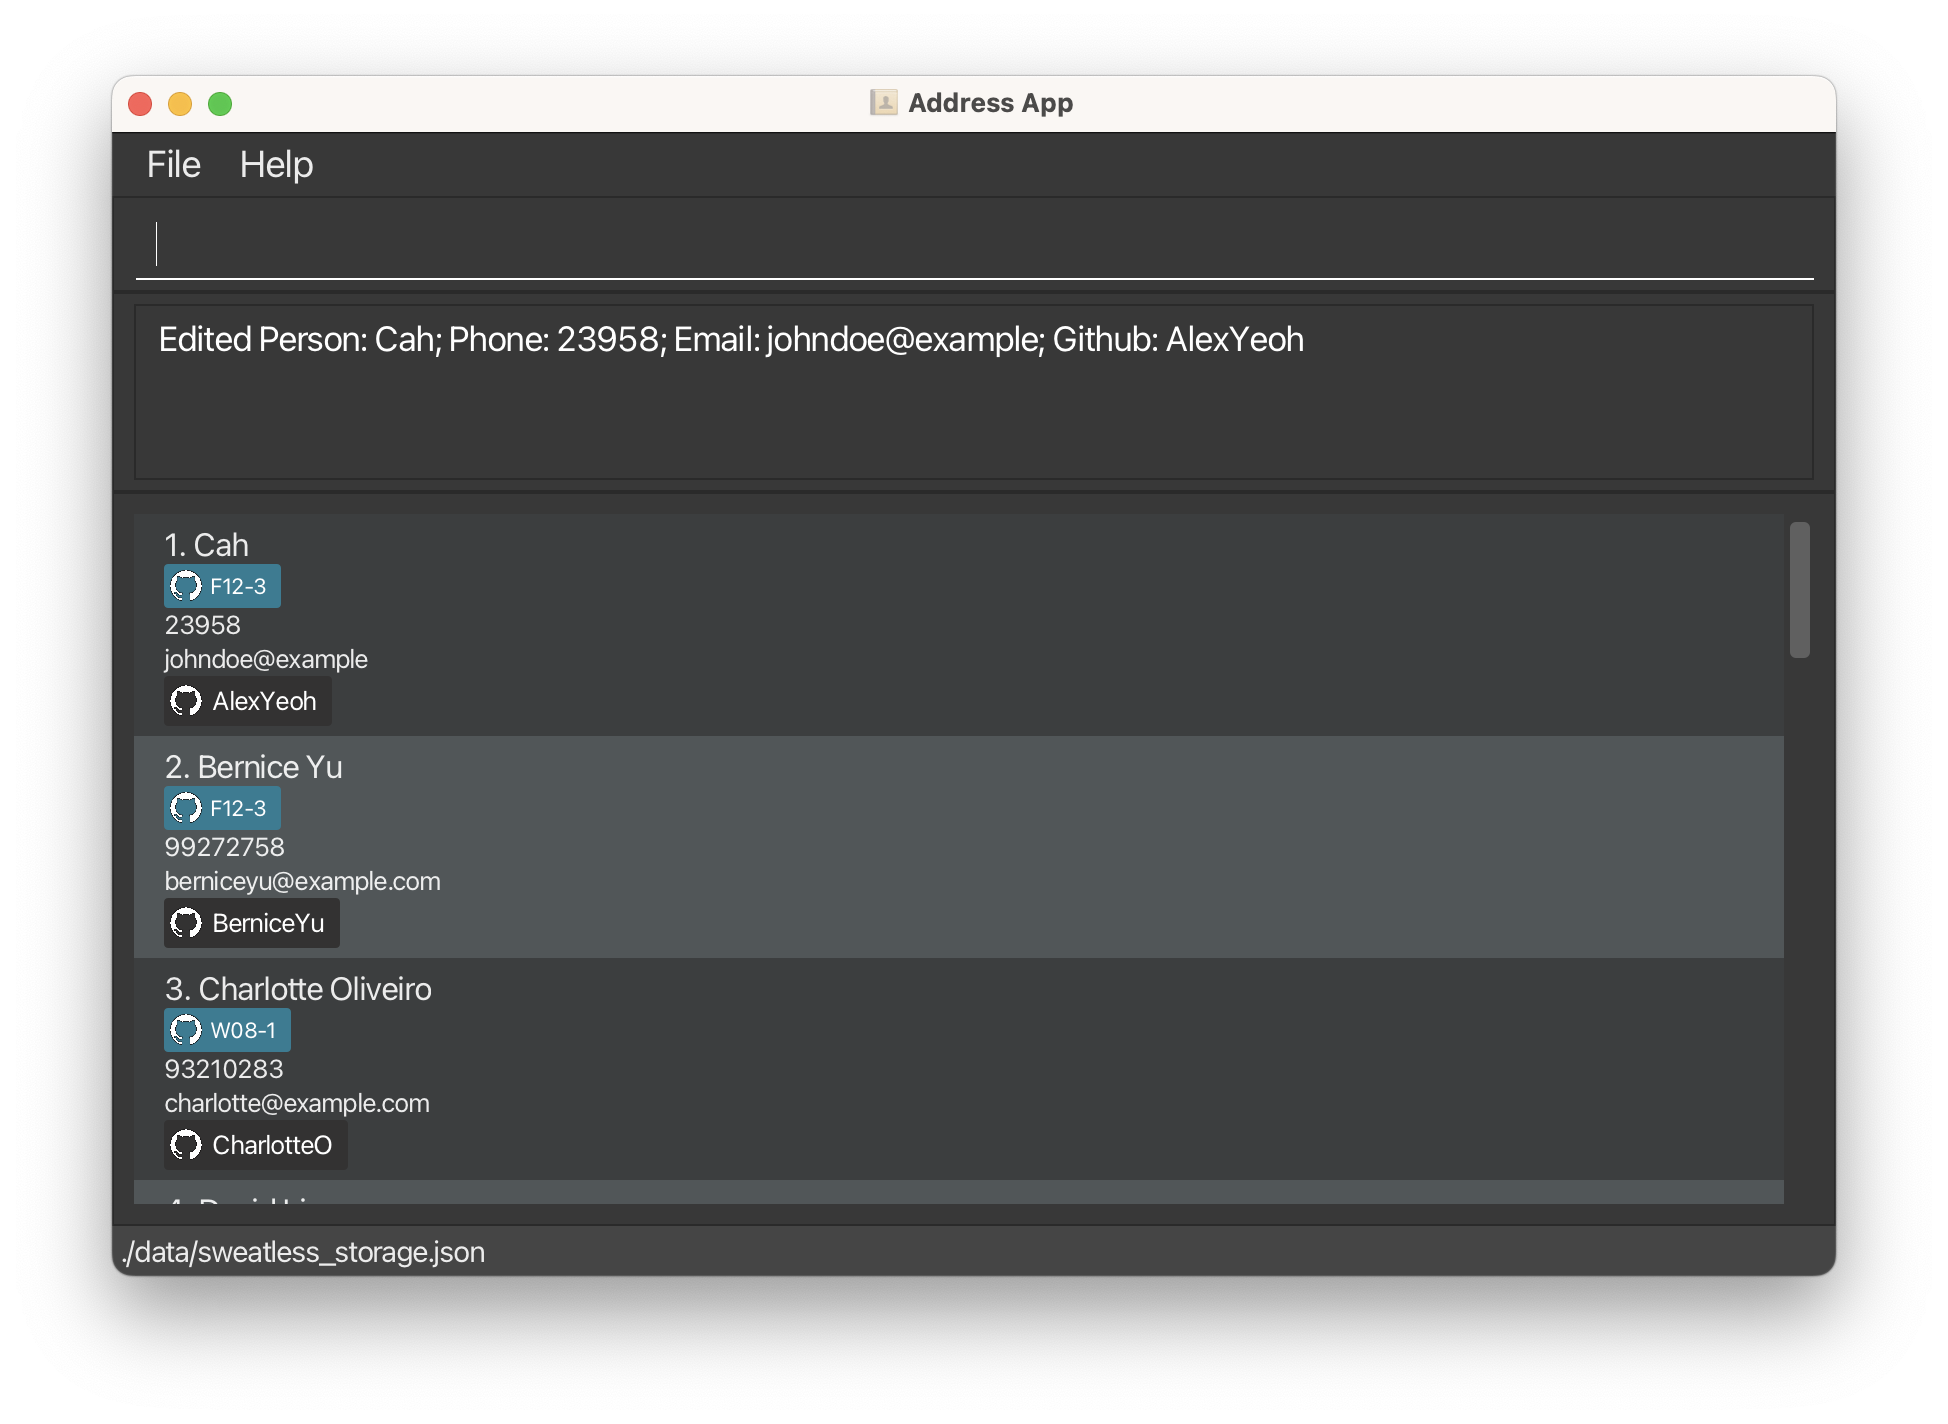 Address App
File Help
Edited Person: Cah; Phone: 23958; Email: johndoe@example; Github: AlexYeoh
1. Cah
F12-3
23958
johndoe@example
AlexYeoh
2. Bernice Yu
F12-3
99272758
berniceyu@example.com
BerniceYu
3. Charlotte Oliveiro
W08-1
93210283
charlotte@example.com
CharlotteO
./data/sweatless_storage.json